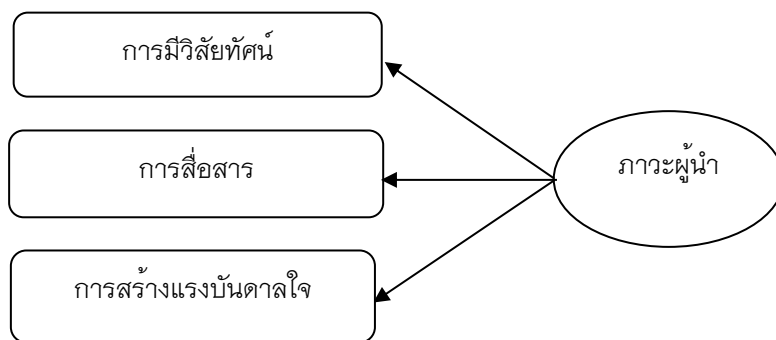 การมีวิสัยทัศน์
การสื่อสาร
ภาวะผู้นำ
การสร้างแรงบันดาลใจ